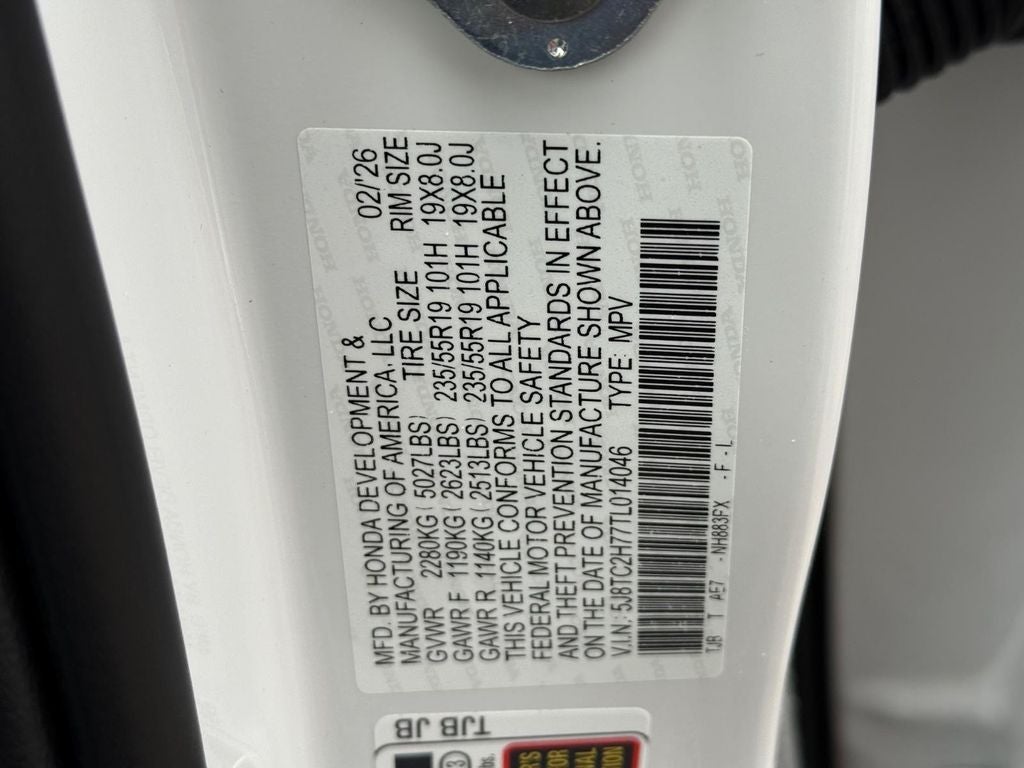 MFD. BY HONDA DEVELOPMENT & 02/'26
MANUFACTURING OF AMERICA, LLC
TIRE SIZE RIM SIZE
GVWR 2280KG (5027LBS)
GAWR F 1190KG (2623LBS) 235/55R19 101H 19X8.0J
GAWR R 1140KG (2513LBS) 235/55R19 101H 19X8.0J
THIS VEHICLE CONFORMS TO ALL APPLICABLE
FEDERAL MOTOR VEHICLE SAFETY
AND THEFT PREVENTION STANDARDS IN EFFECT
ON THE DATE OF MANUFACTURE SHOWN ABOVE.
V.I.N: 5J8TC2H77TL014046 TYPE: MPV
TJB T AE7 - NH883PX - F - L
TJB JB